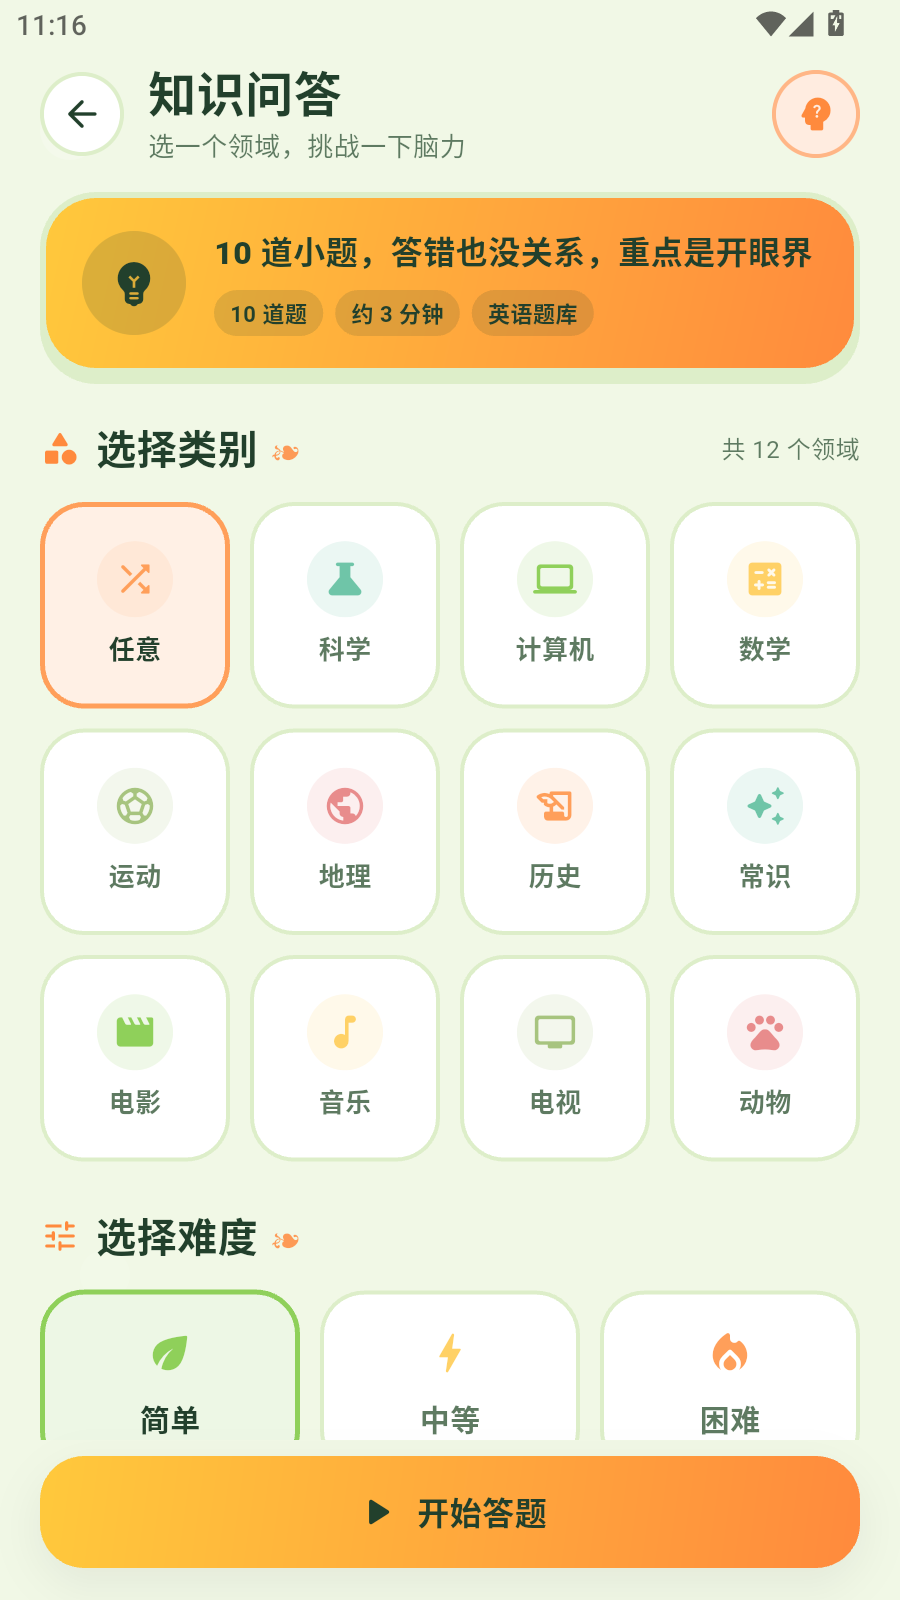 11:16
知识问答
选一个领域，挑战一下脑力
10 道小题，答错也没关系，重点是开眼界
10 道题 约 3 分钟 英语题库
选择类别 共 12 个领域
任意 科学 计算机 数学
运动 地理 历史 常识
电影 音乐 电视 动物
选择难度
简单 中等 困难
开始答题